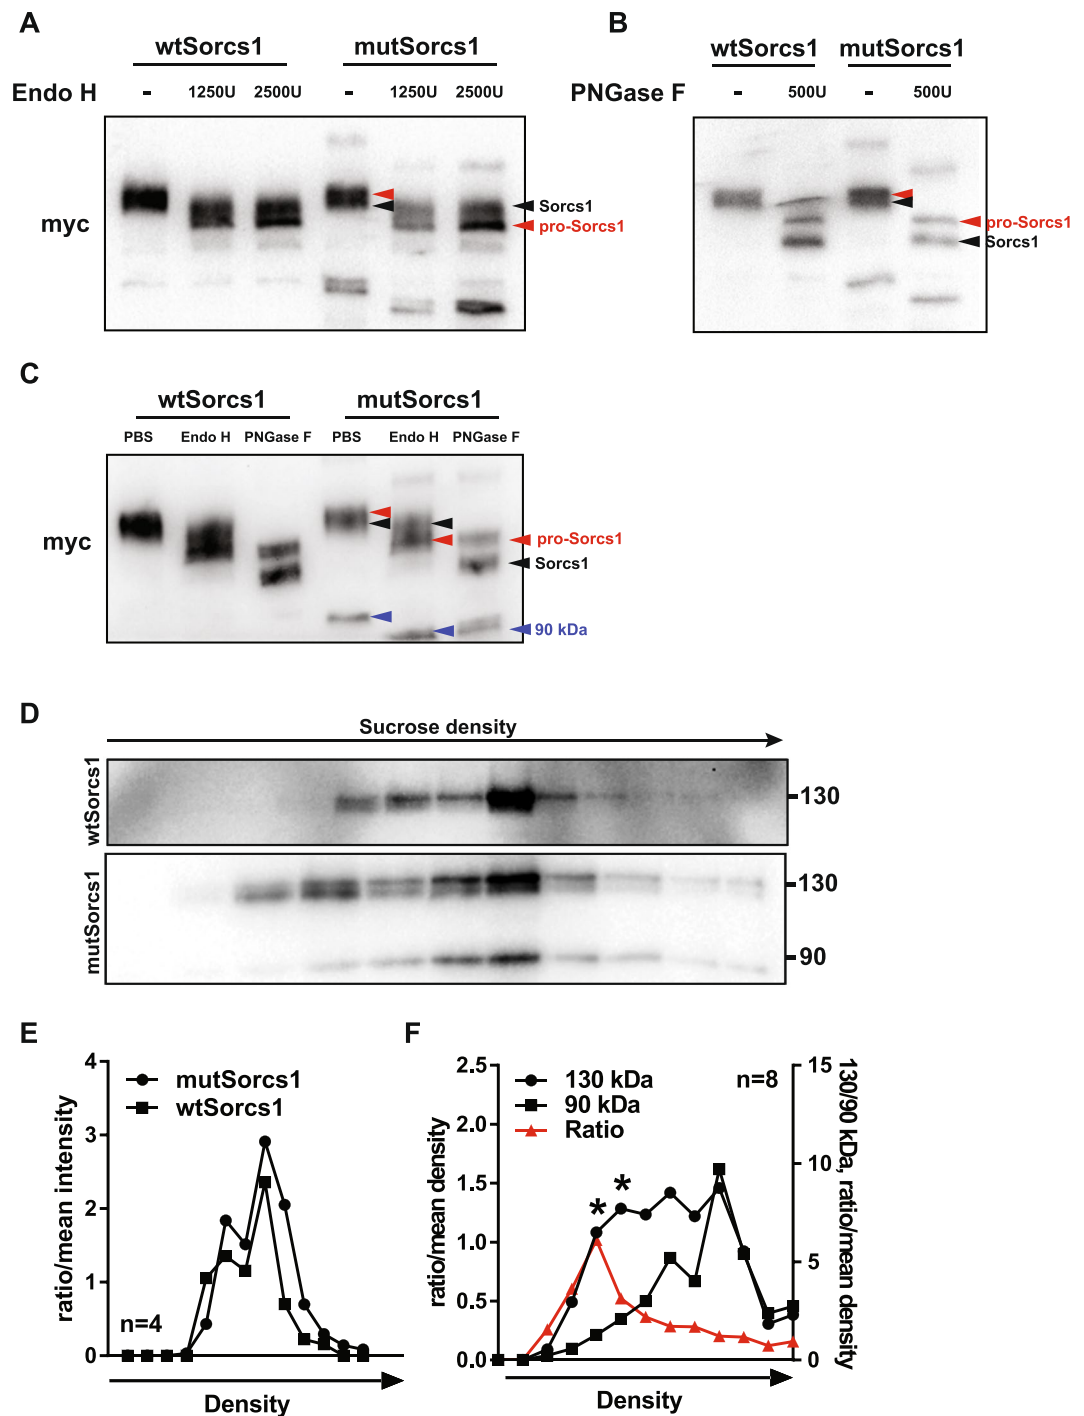 A
wtSorcs1 mutSorcs1
Endo H - 1250U 2500U - 1250U 2500U
myc
Sorcs1
pro-Sorcs1
B
wtSorcs1 mutSorcs1
PNGase F - 500U - 500U
pro-Sorcs1
Sorcs1
C
wtSorcs1 mutSorcs1
PBS Endo H PNGase F PBS Endo H PNGase F
myc
pro-Sorcs1
Sorcs1
90 kDa
D
Sucrose density
wtSorcs1
130
mutSorcs1
130
90
E
ratio/mean intensity
4
3
2
1
0
mutSorcs1
wtSorcs1
n=4
Density
F
ratio/mean density
2.5
2.0
1.5
1.0
0.5
0.0
130 kDa
90 kDa
Ratio
n=8
* *
15
10
5
0
130/90 kDa, ratio/mean density
Density